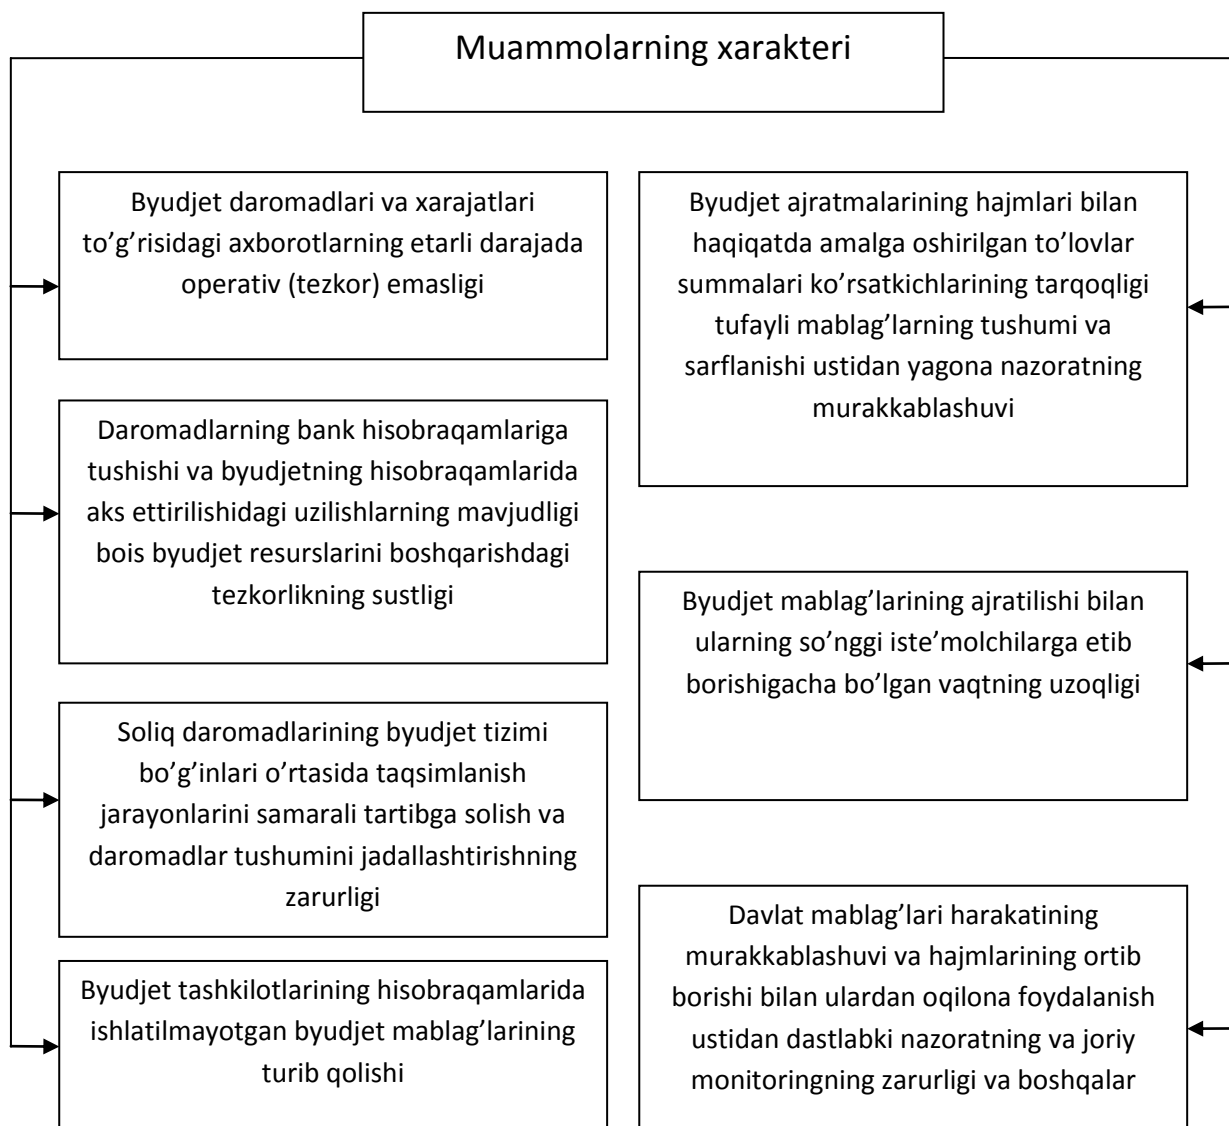 Muammolarning xarakteri
Byudjet daromadlari va xarajatlari
to’g’risidagi axborotlarning etarli darajada
operativ (tezkor) emasligi
Daromadlarning bank hisobraqamlariga
tushishi va byudjetning hisobraqamlarida
aks ettirilishidagi uzilishlarning mavjudligi
bois byudjet resurslarini boshqarishdagi
tezkorlikning sustligi
Soliq daromadlarining byudjet tizimi
bo’g’inlari o’rtasida taqsimlanish
jarayonlarini samarali tartibga solish va
daromadlar tushumini jadallashtirishning
zarurligi
Byudjet tashkilotlarining hisobraqamlarida
ishlatilmayotgan byudjet mablag’larining
turib qolishi
Byudjet ajratmalarining hajmlari bilan
haqiqatda amalga oshirilgan to’lovlar
summalari ko’rsatkichlarining tarqoqligi
tufayli mablag’larning tushumi va
sarflanishi ustidan yagona nazoratning
murakkablashuvi
Byudjet mablag’larining ajratilishi bilan
ularning so’nggi iste’molchilarga etib
borishigacha bo’lgan vaqtning uzoqligi
Davlat mablag’lari harakatining
murakkablashuvi va hajmlarining ortib
borishi bilan ulardan oqilona foydalanish
ustidan dastlabki nazoratning va joriy
monitoringning zarurligi va boshqalar